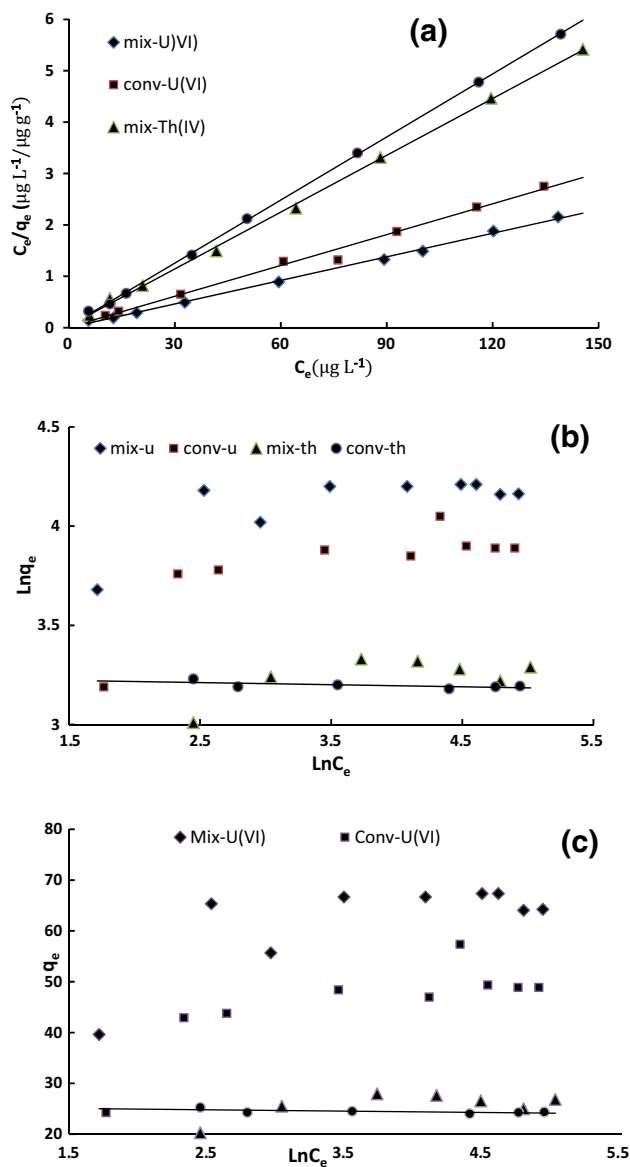 (a)
mix-U)VI)
conv-U(VI)
mix-Th(IV)
Cₑ/qₑ (µg L⁻¹/µg g⁻¹)
6
5
4
3
2
1
0
0 30 60 90 120 150
Cₑ(µg L⁻¹)
(b)
mix-u conv-u mix-th conv-th
Lnqₑ
4.5
4
3.5
3
1.5 2.5 3.5 4.5 5.5
LnCₑ
(c)
Mix-U(VI) Conv-U(VI)
qₑ
80
70
60
50
40
30
20
1.5 2.5 3.5 4.5 5.5
LnCₑ